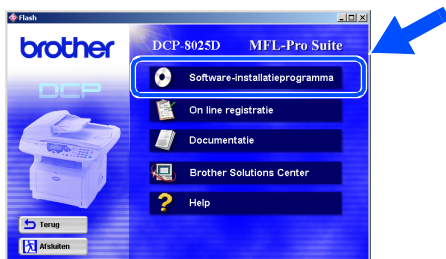 Flash
brother
DCP-8025D MFL-Pro Suite
DCP
Software-installatieprogramma
On line registratie
Documentatie
Brother Solutions Center
Help
Terug
Afsluiten